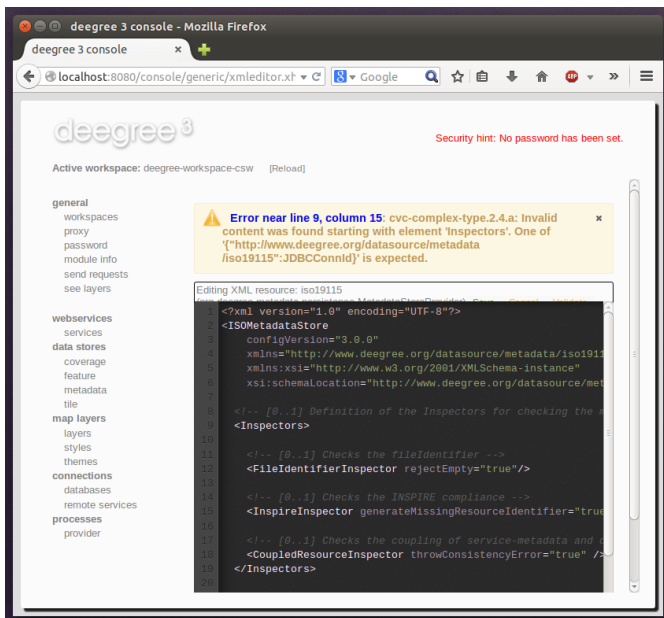 deegree 3 console - Mozilla Firefox
deegree 3 console
localhost:8080/console/generic/xmleditor.xh
Google
deegree 3
Security hint: No password has been set.
Active workspace: deegree-workspace-csw [Reload]
general
workspaces
proxy
password
module info
send requests
see layers
webservices
services
data stores
coverage
feature
metadata
tile
map layers
layers
styles
themes
connections
databases
remote services
processes
provider
Error near line 9, column 15: cvc-complex-type.2.4.a: Invalid
content was found starting with element 'Inspectors'. One of
'{"http://www.deegree.org/datasource/metadata
/iso19115":JDBCConnId}' is expected.
Editing XML resource: iso19115
(org.deegree.metadata.persistence.MetadataStoreProvider) Save Cancel Validate
1 <?xml version="1.0" encoding="UTF-8"?>
2 <ISOMetadataStore
3 configVersion="3.0.0"
4 xmlns="http://www.deegree.org/datasource/metadata/iso1911
5 xmlns:xsi="http://www.w3.org/2001/XMLSchema-instance"
6 xsi:schemaLocation="http://www.deegree.org/datasource/met
7
8 <!-- [0..1] Definition of the Inspectors for checking the m
9 <Inspectors>
10
11 <!-- [0..1] Checks the fileIdentifier -->
12 <FileIdentifierInspector rejectEmpty="true"/>
13
14 <!-- [0..1] Checks the INSPIRE compliance -->
15 <InspireInspector generateMissingResourceIdentifier="true
16
17 <!-- [0..1] Checks the coupling of service-metadata and d
18 <CoupledResourceInspector throwConsistencyError="true" />
19 </Inspectors>
20